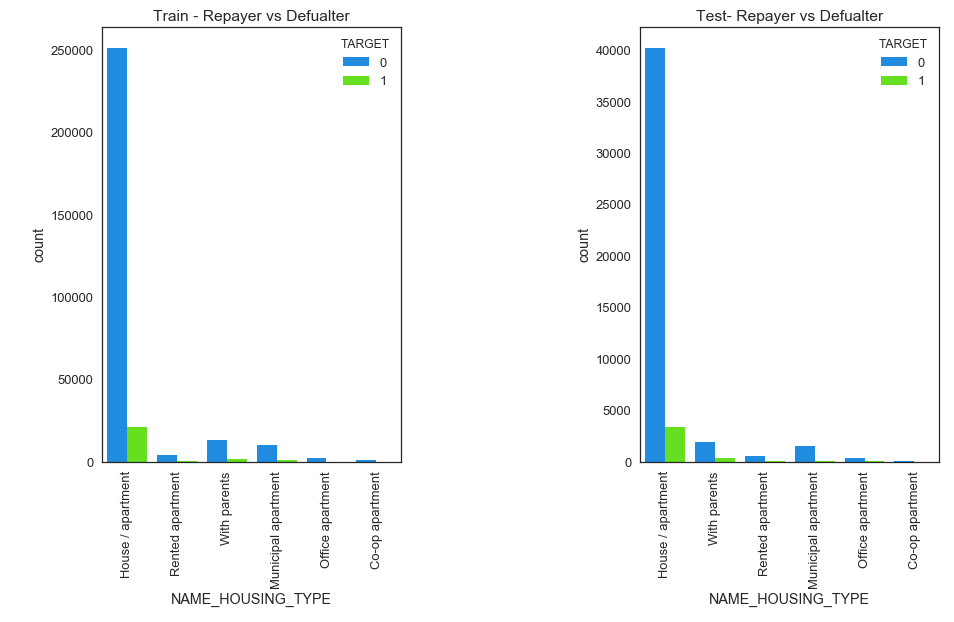 Train - Repayer vs Defualter
TARGET
0
1
250000
200000
150000
100000
50000
0
count
House / apartment
Rented apartment
With parents
Municipal apartment
Office apartment
Co-op apartment
NAME_HOUSING_TYPE
Test- Repayer vs Defualter
TARGET
0
1
40000
35000
30000
25000
20000
15000
10000
5000
0
count
House / apartment
With parents
Rented apartment
Municipal apartment
Office apartment
Co-op apartment
NAME_HOUSING_TYPE